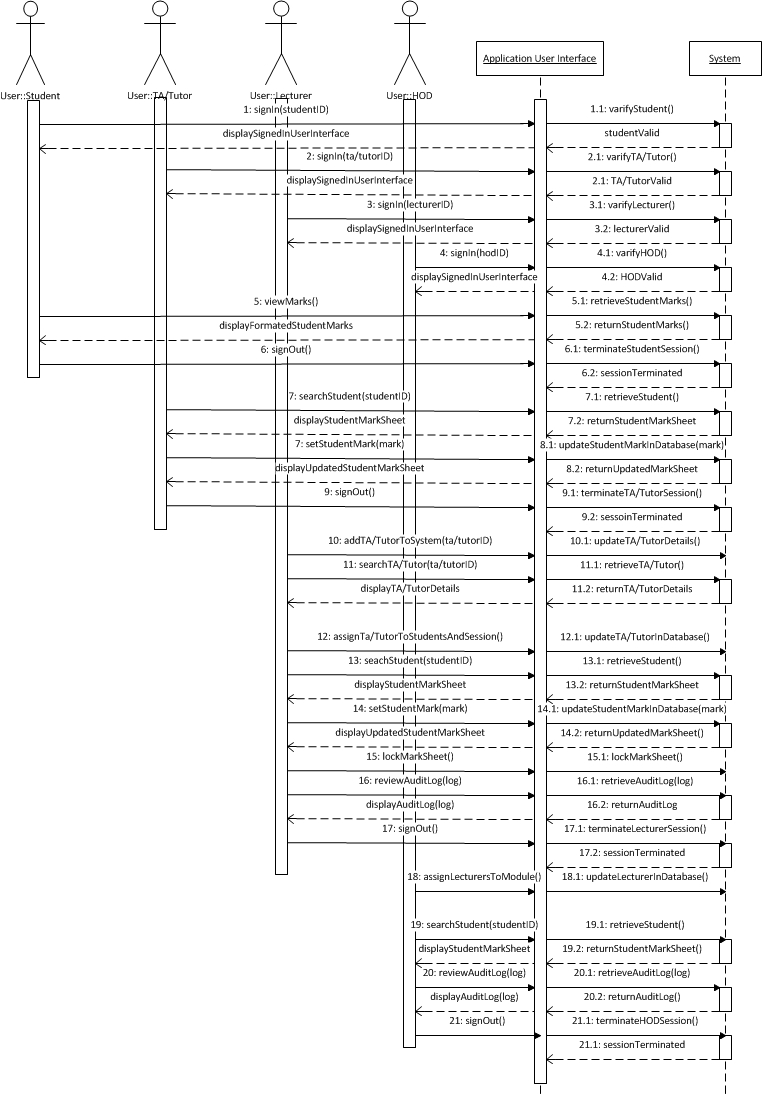 Application User Interface
System
User::Student
User::TA/Tutor
User::Lecturer
User::HOD
1: signIn(studentID)
1.1: varifyStudent()
displaySignedInUserInterface
studentValid
2: signIn(ta/tutorID)
2.1: varifyTA/Tutor()
displaySignedInUserInterface
2.1: TA/TutorValid
3: signIn(lecturerID)
3.1: varifyLecturer()
displaySignedInUserInterface
3.2: lecturerValid
4: signIn(hodID)
4.1: varifyHOD()
displaySignedInUserInterface
4.2: HODValid
5: viewMarks()
5.1: retrieveStudentMarks()
displayFormatedStudentMarks
5.2: returnStudentMarks()
6: signOut()
6.1: terminateStudentSession()
6.2: sessionTerminated
7: searchStudent(studentID)
7.1: retrieveStudent()
displayStudentMarkSheet
7.2: returnStudentMarkSheet
7: setStudentMark(mark)
8.1: updateStudentMarkInDatabase(mark)
displayUpdatedStudentMarkSheet
8.2: returnUpdatedMarkSheet
9: signOut()
9.1: terminateTA/TutorSession()
9.2: sessoinTerminated
10: addTA/TutorToSystem(ta/tutorID)
10.1: updateTA/TutorDetails()
11: searchTA/Tutor(ta/tutorID)
11.1: retrieveTA/Tutor()
displayTA/TutorDetails
11.2: returnTA/TutorDetails
12: assignTa/TutorToStudentsAndSession()
12.1: updateTA/TutorInDatabase()
13: seachStudent(studentID)
13.1: retrieveStudent()
displayStudentMarkSheet
13.2: returnStudentMarkSheet
14: setStudentMark(mark)
14.1: updateStudentMarkInDatabase(mark)
displayUpdatedStudentMarkSheet
14.2: returnUpdatedMarkSheet()
15: lockMarkSheet()
15.1: lockMarkSheet()
16: reviewAuditLog(log)
16.1: retrieveAuditLog(log)
displayAuditLog(log)
16.2: returnAuditLog
17: signOut()
17.1: terminateLecturerSession()
17.2: sessionTerminated
18: assignLecturersToModule()
18.1: updateLecturerInDatabase()
19: searchStudent(studentID)
19.1: retrieveStudent()
displayStudentMarkSheet
19.2: returnStudentMarkSheet()
20: reviewAuditLog(log)
20.1: retrieveAuditLog(log)
displayAuditLog(log)
20.2: returnAuditLog()
21: signOut()
21.1: terminateHODSession()
21.1: sessionTerminated